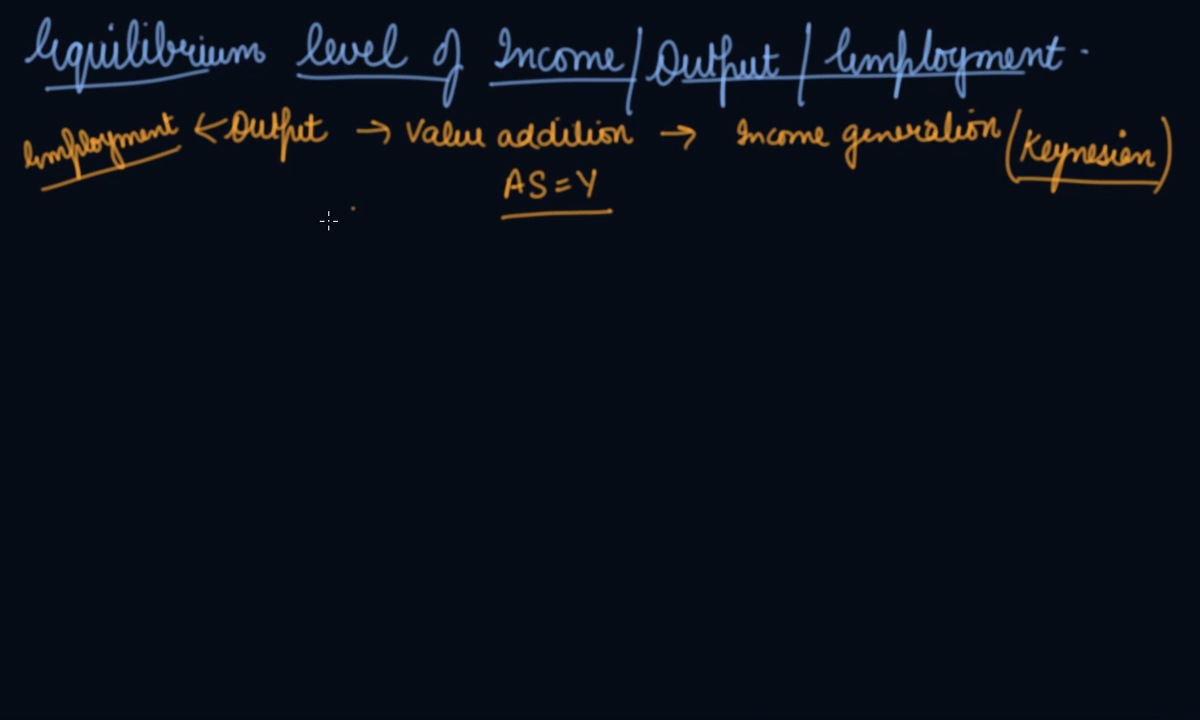 Equilibrium level of Income/Output/Employment.
Employment ← Output → Value addition → Income generation (Keynesian)
AS = Y